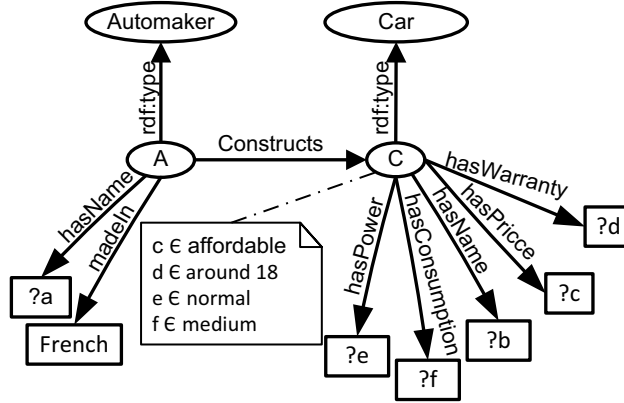 Automaker
Car
rdf:type
rdf:type
A
Constructs
C
hasName
madeIn
hasPower
hasConsumption
hasName
hasPricce
hasWarranty
c Є affordable
d Є around 18
e Є normal
f Є medium
?a
French
?e
?f
?b
?c
?d